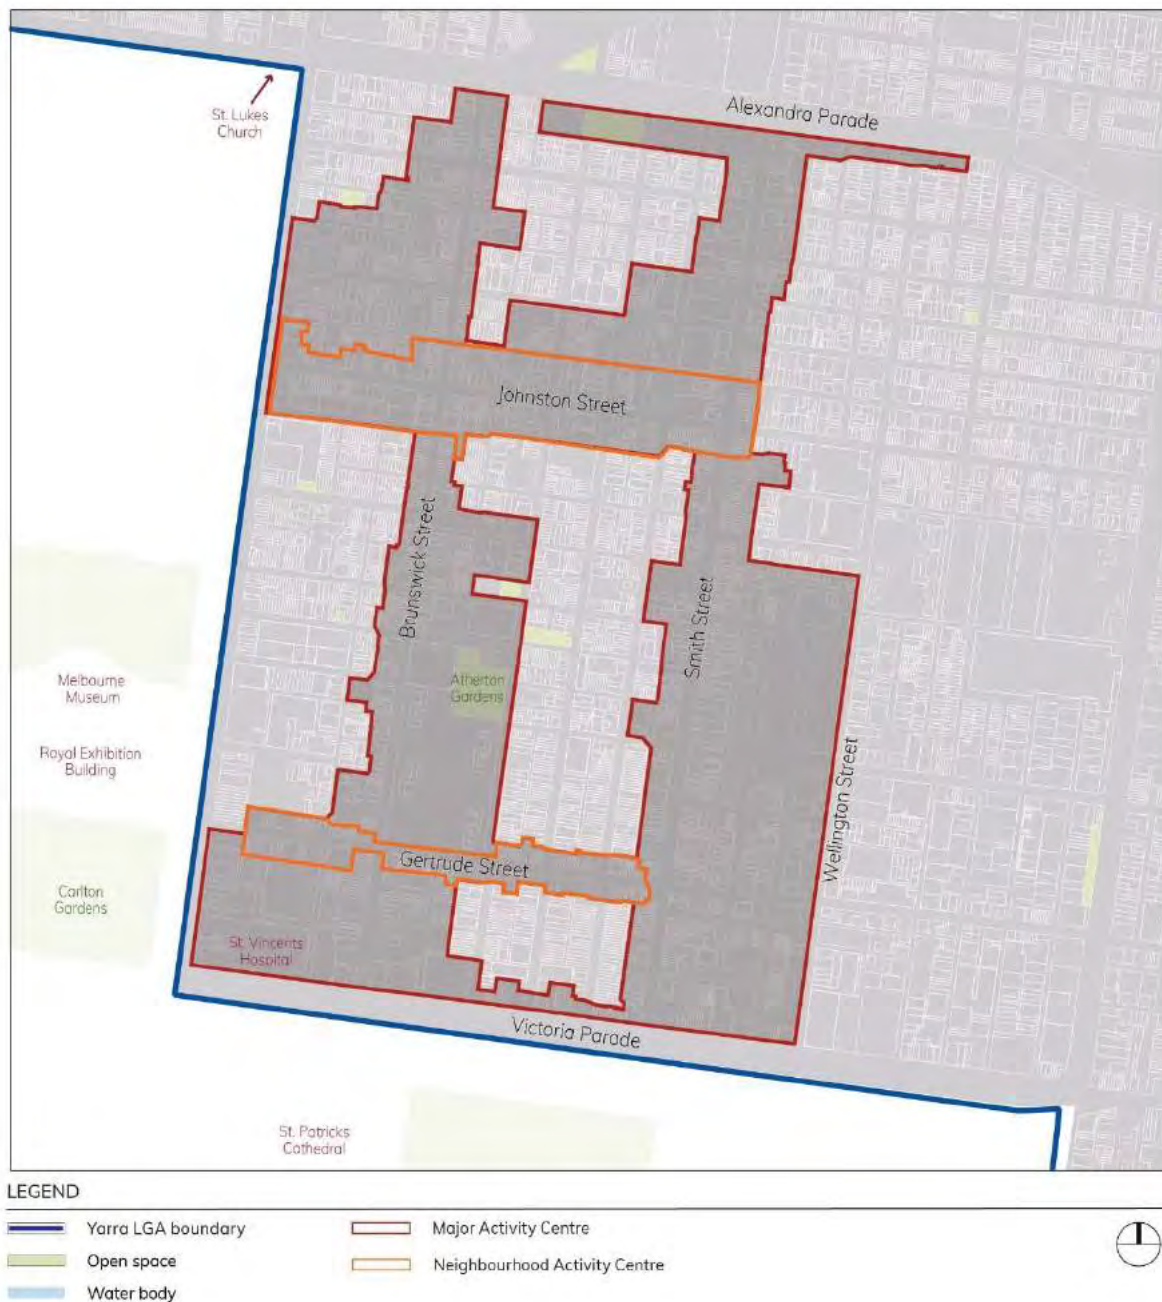 St. Lukes
Church
Alexandra Parade
Johnston Street
Brunswick Street
Smith Street
Melbourne
Museum
Atherton
Gardens
Royal Exhibition
Building
Wellington Street
Gertrude Street
Carlton
Gardens
St. Vincents
Hospital
Victoria Parade
St. Patricks
Cathedral
LEGEND
Yarra LGA boundary
Open space
Water body
Major Activity Centre
Neighbourhood Activity Centre